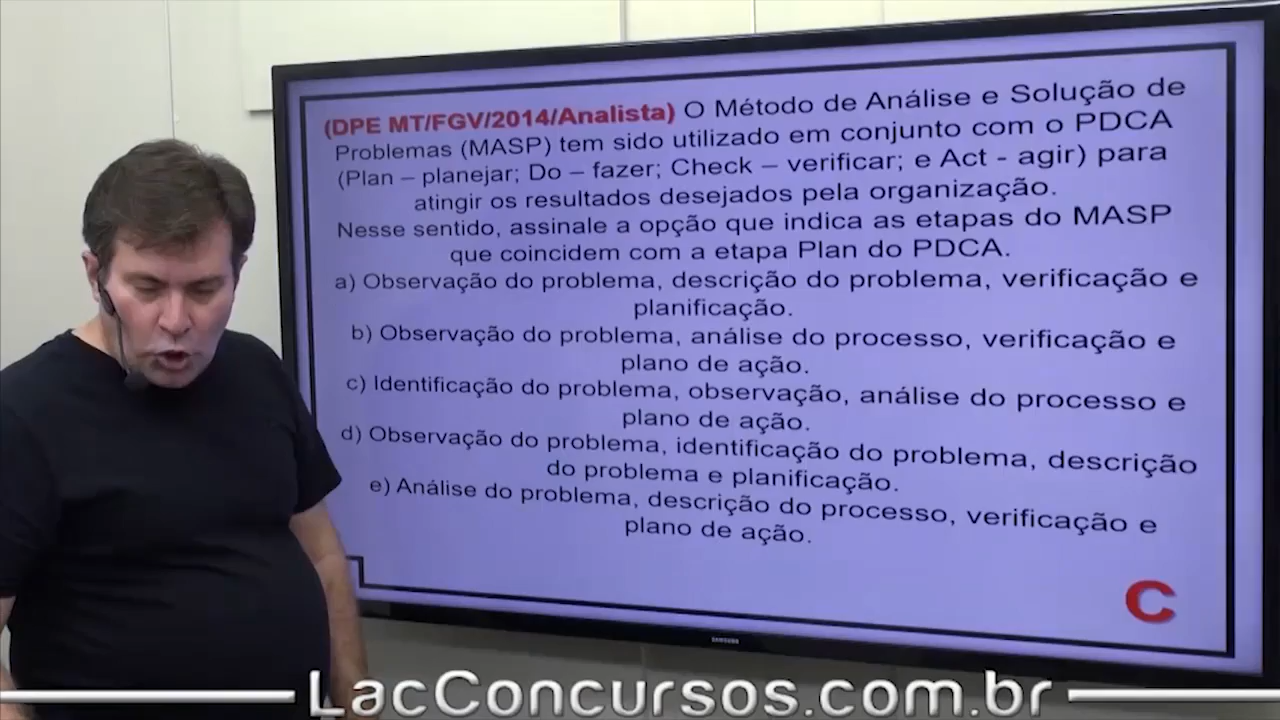 (DPE MT/FGV/2014/Analista) O Método de Análise e Solução de
Problemas (MASP) tem sido utilizado em conjunto com o PDCA
(Plan – planejar; Do – fazer; Check – verificar; e Act - agir) para
atingir os resultados desejados pela organização.
Nesse sentido, assinale a opção que indica as etapas do MASP
que coincidem com a etapa Plan do PDCA.
a) Observação do problema, descrição do problema, verificação e
planificação.
b) Observação do problema, análise do processo, verificação e
plano de ação.
c) Identificação do problema, observação, análise do processo e
plano de ação.
d) Observação do problema, identificação do problema, descrição
do problema e planificação.
e) Análise do problema, descrição do processo, verificação e
plano de ação.
C
SAMSUNG
LacConcursos.com.br